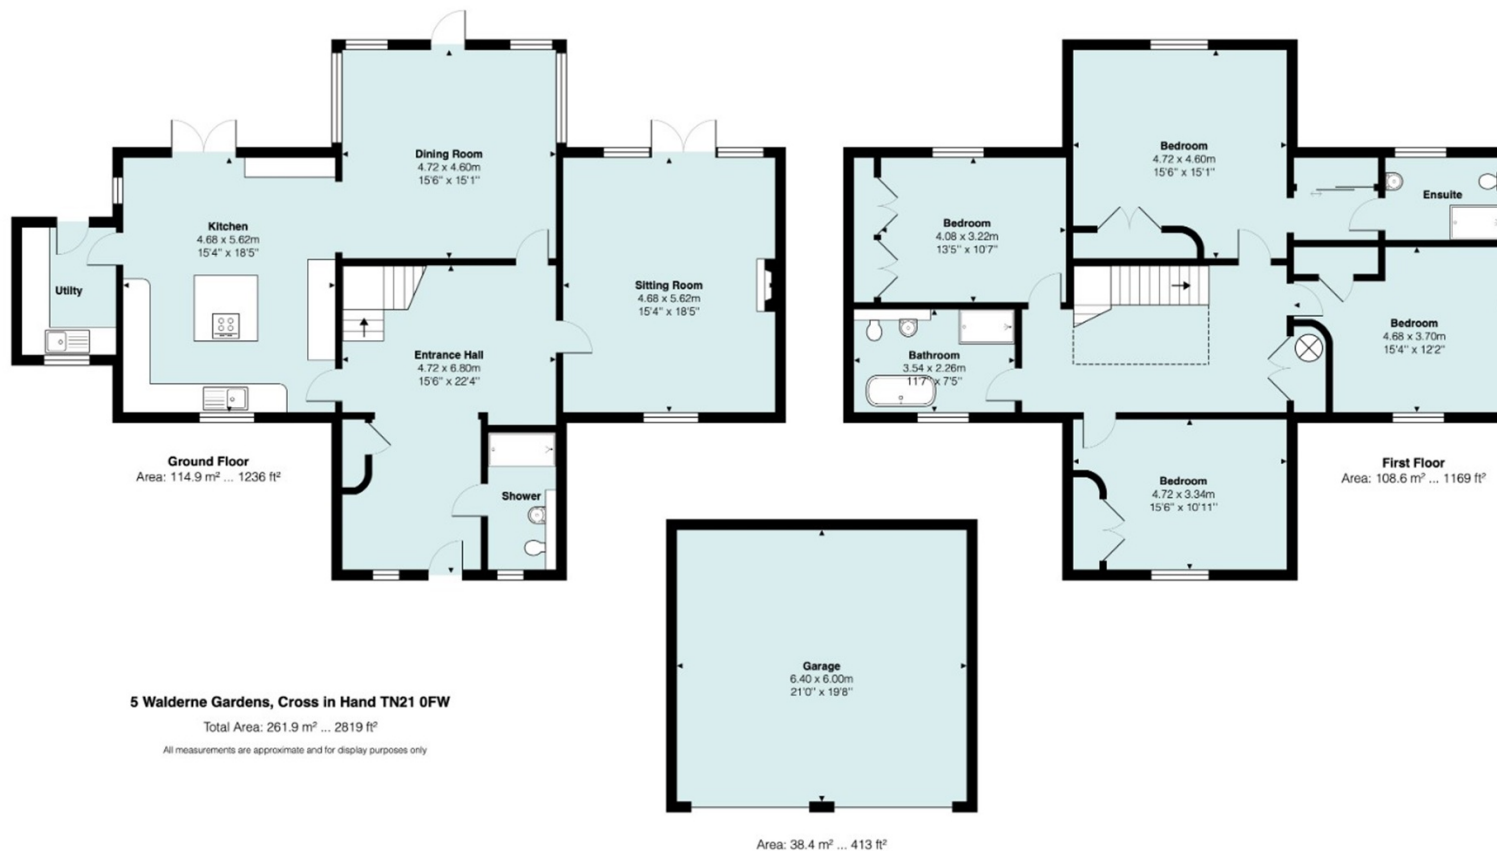 Dining Room
4.72 x 4.60m
15'6" x 15'1"
Kitchen
4.68 x 5.62m
15'4" x 18'5"
Utilty
Sitting Room
4.68 x 5.62m
15'4" x 18'5"
Entrance Hall
4.72 x 6.80m
15'6" x 22'4"
Shower
Ground Floor
Area: 114.9 m² ... 1236 ft²
Bedroom
4.72 x 4.60m
15'6" x 15'1"
Ensuite
Bedroom
4.08 x 3.22m
13'5" x 10'7"
Bedroom
4.68 x 3.70m
15'4" x 12'2"
Bathroom
3.54 x 2.26m
11'7" x 7'5"
Bedroom
4.72 x 3.34m
15'6" x 10'11"
First Floor
Area: 108.6 m² ... 1169 ft²
Garage
6.40 x 6.00m
21'0" x 19'8"
Area: 38.4 m² ... 413 ft²
5 Walderne Gardens, Cross in Hand TN21 0FW
Total Area: 261.9 m² ... 2819 ft²
All measurements are approximate and for display purposes only